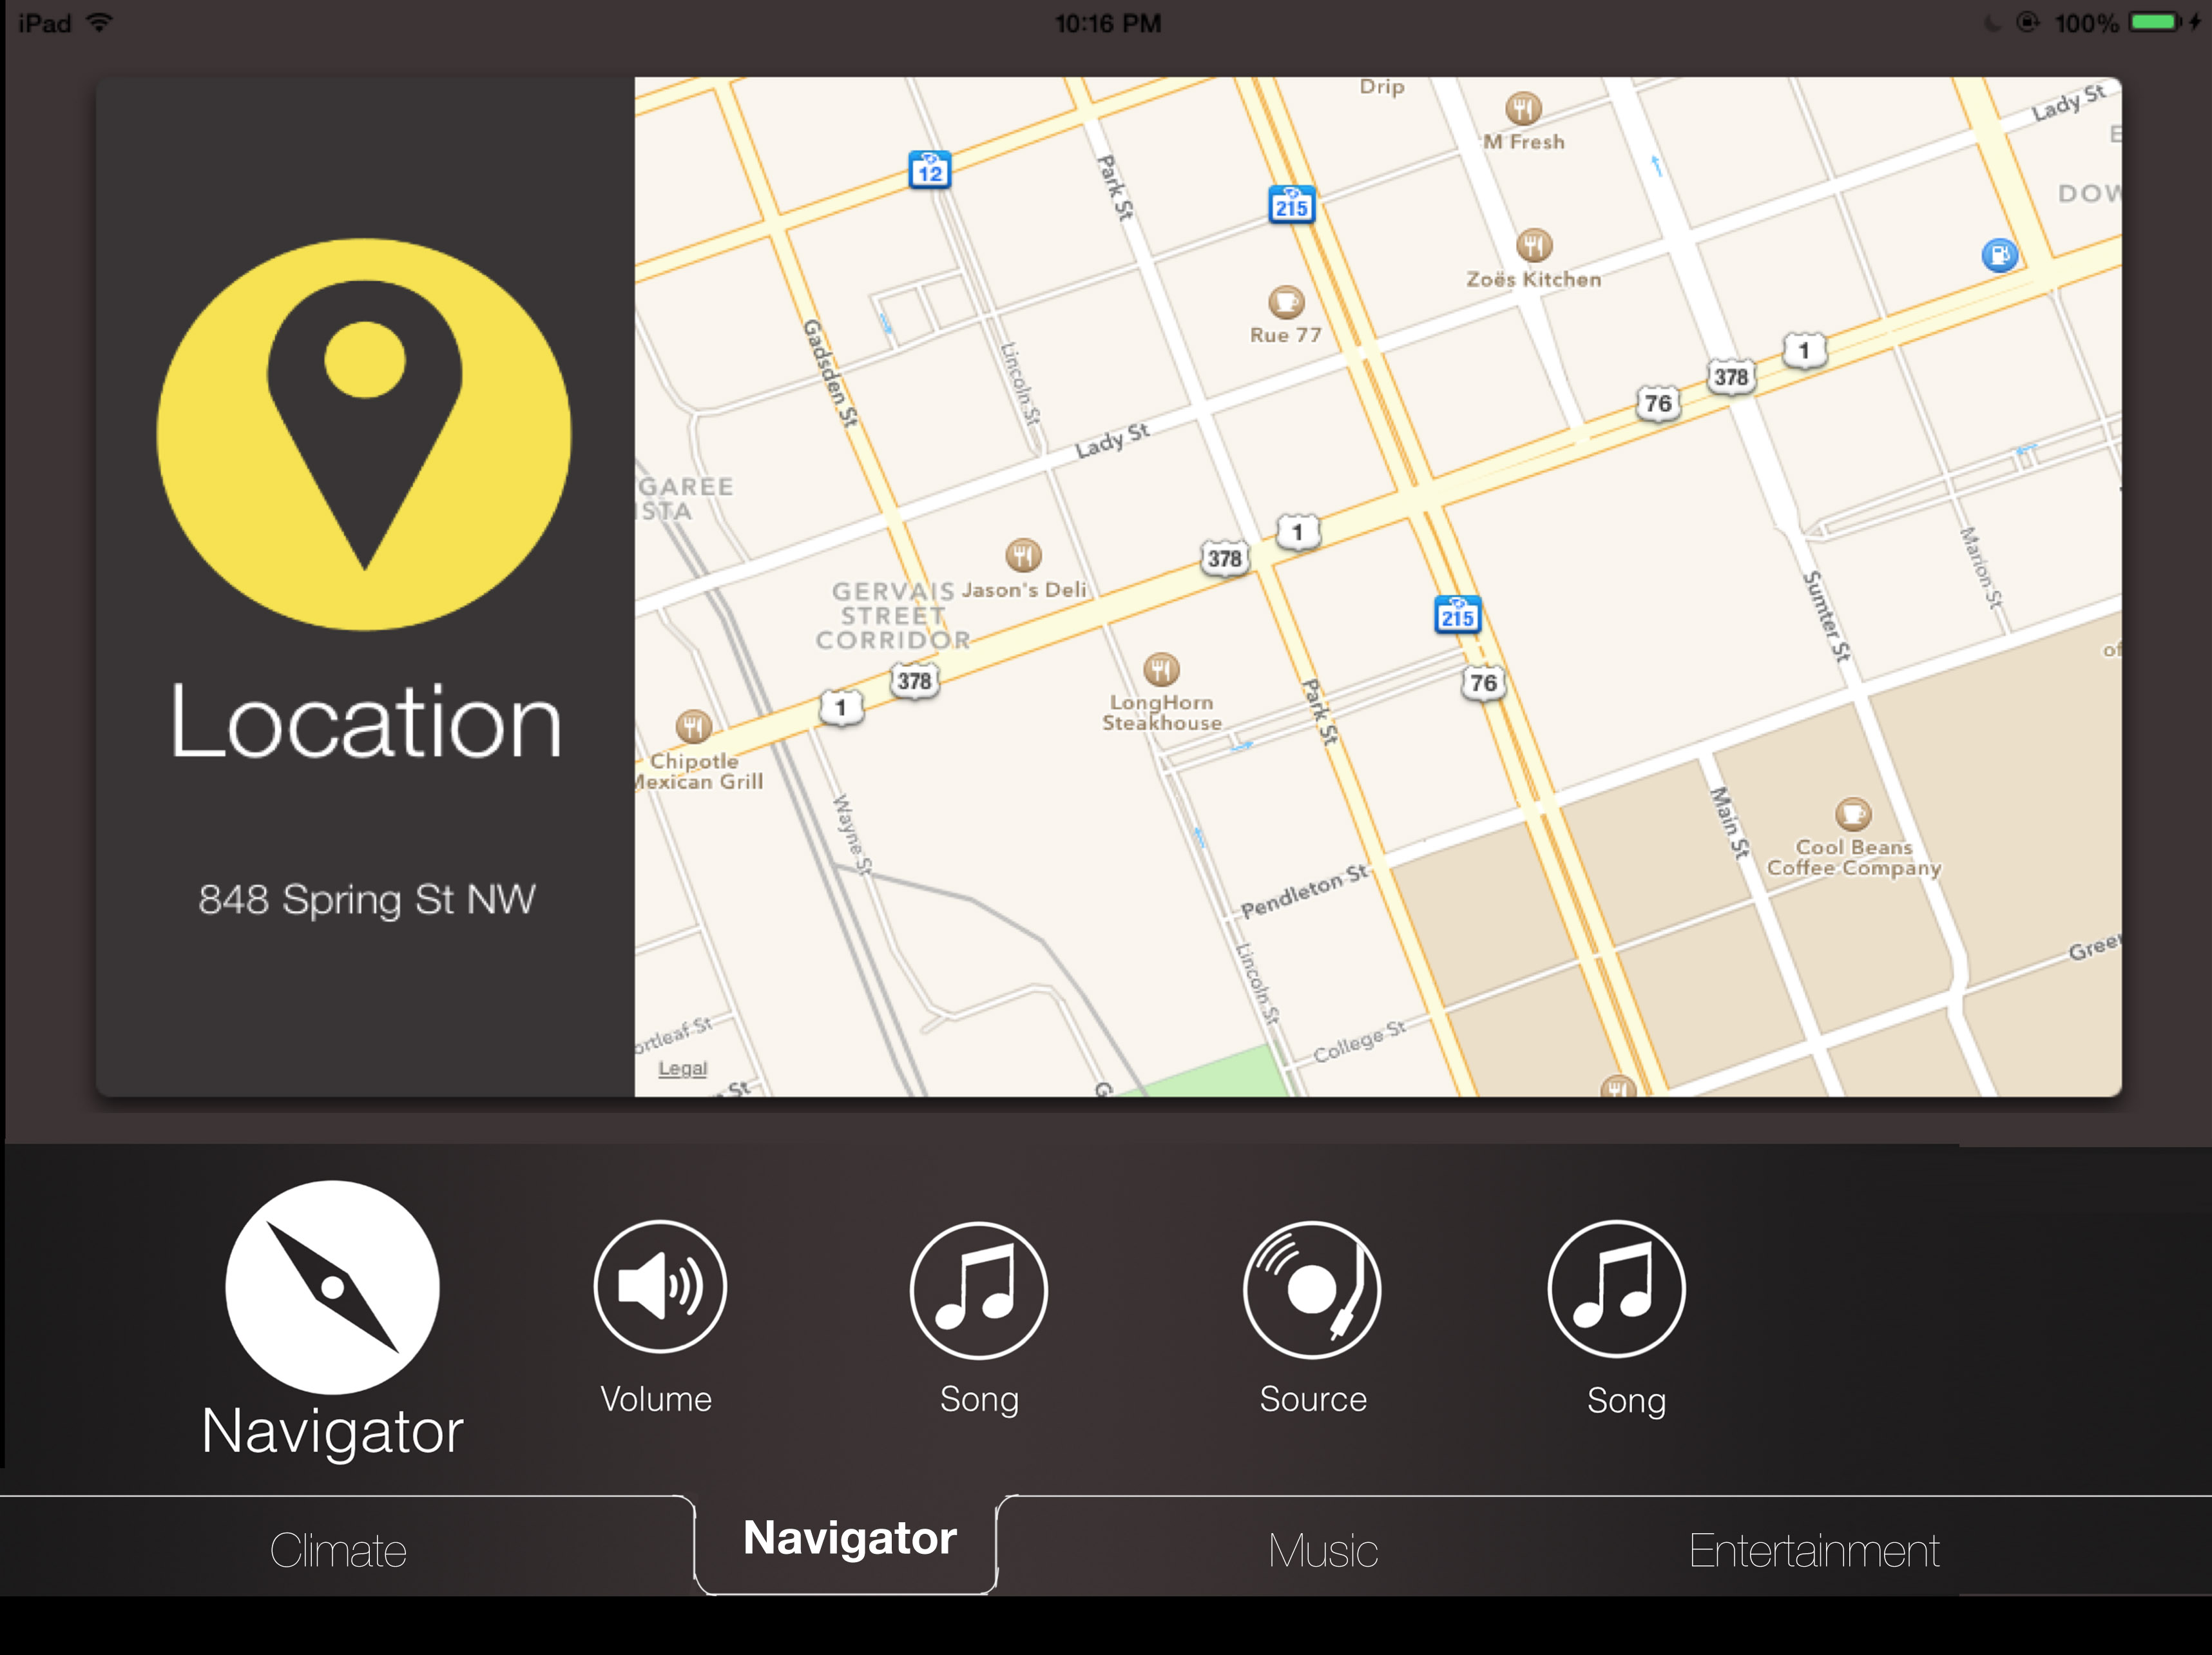 iPad
10:16 PM
100%
Location
848 Spring St NW
Drip
M Fresh
Lady St
12
Park St
215
DOW
Zoës Kitchen
Rue 77
Gadsden St
Lincoln St
1
378
76
Lady St
GAREE
ISTA
1
378
Jason's Deli
GERVAIS
STREET
CORRIDOR
Marion St
Sumter St
215
76
LongHorn
Steakhouse
Park St
378
1
Chipotle
Mexican Grill
Wayne St
Main St
Cool Beans
Coffee Company
Pendleton St
Green
Lincoln St
College St
ortleaf St
Legal
St
G
of
E
Navigator
Volume
Song
Source
Song
Climate
Navigator
Music
Entertainment